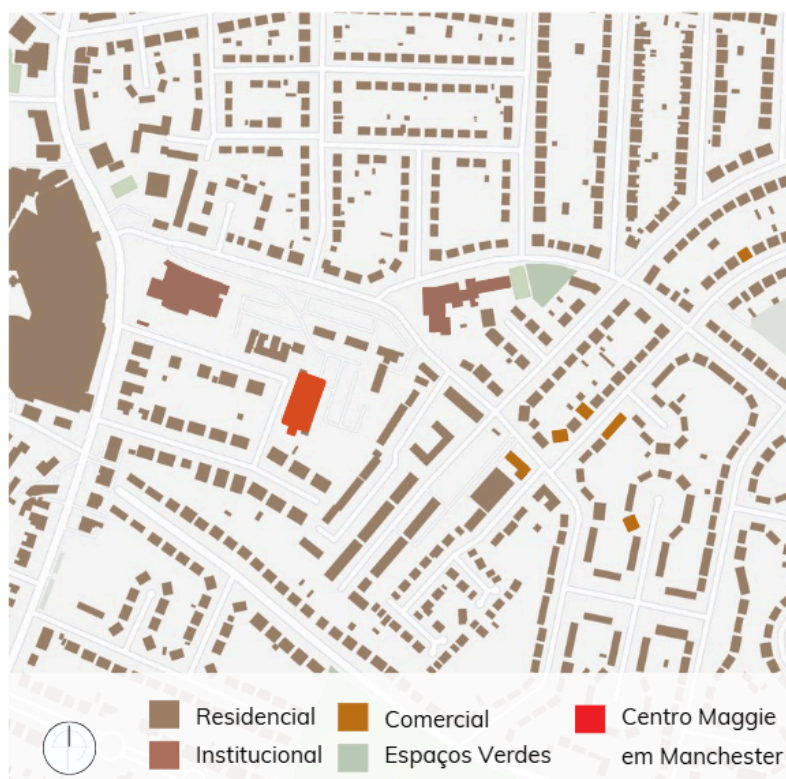 Residencial
Comercial
Centro Maggie
Institucional
Espaços Verdes
em Manchester